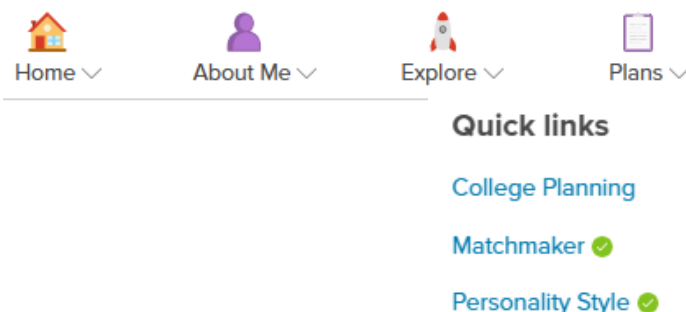 Home About Me Explore Plans
Quick links
College Planning
Matchmaker
Personality Style